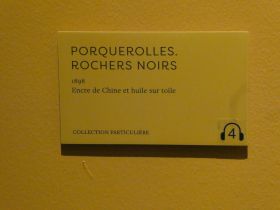 PORQUEROLLES.
ROCHERS NOIRS
1898
Encre de Chine et huile sur toile
COLLECTION PARTICULIÈRE
4